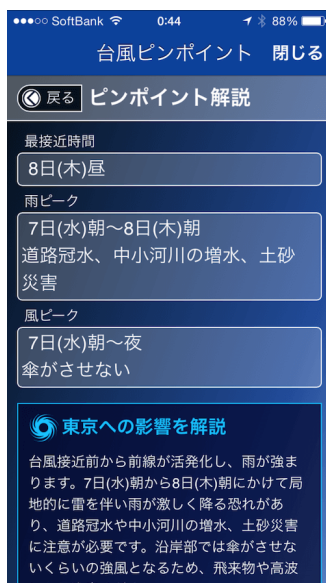 SoftBank 0:44 88%
台風ピンポイント 閉じる
戻る ピンポイント解説
最接近時間
8日(木)昼
雨ピーク
7日(水)朝～8日(木)朝
道路冠水、中小河川の増水、土砂
災害
風ピーク
7日(水)朝～夜
傘がさせない
東京への影響を解説
台風接近前から前線が活発化し、雨が強ま
ります。7日(水)朝から8日(木)朝にかけて局
地的に雷を伴い雨が激しく降る恐れがあ
り、道路冠水や中小河川の増水、土砂災害
に注意が必要です。沿岸部では傘がさせな
いくらいの強風となるため、飛来物や高波